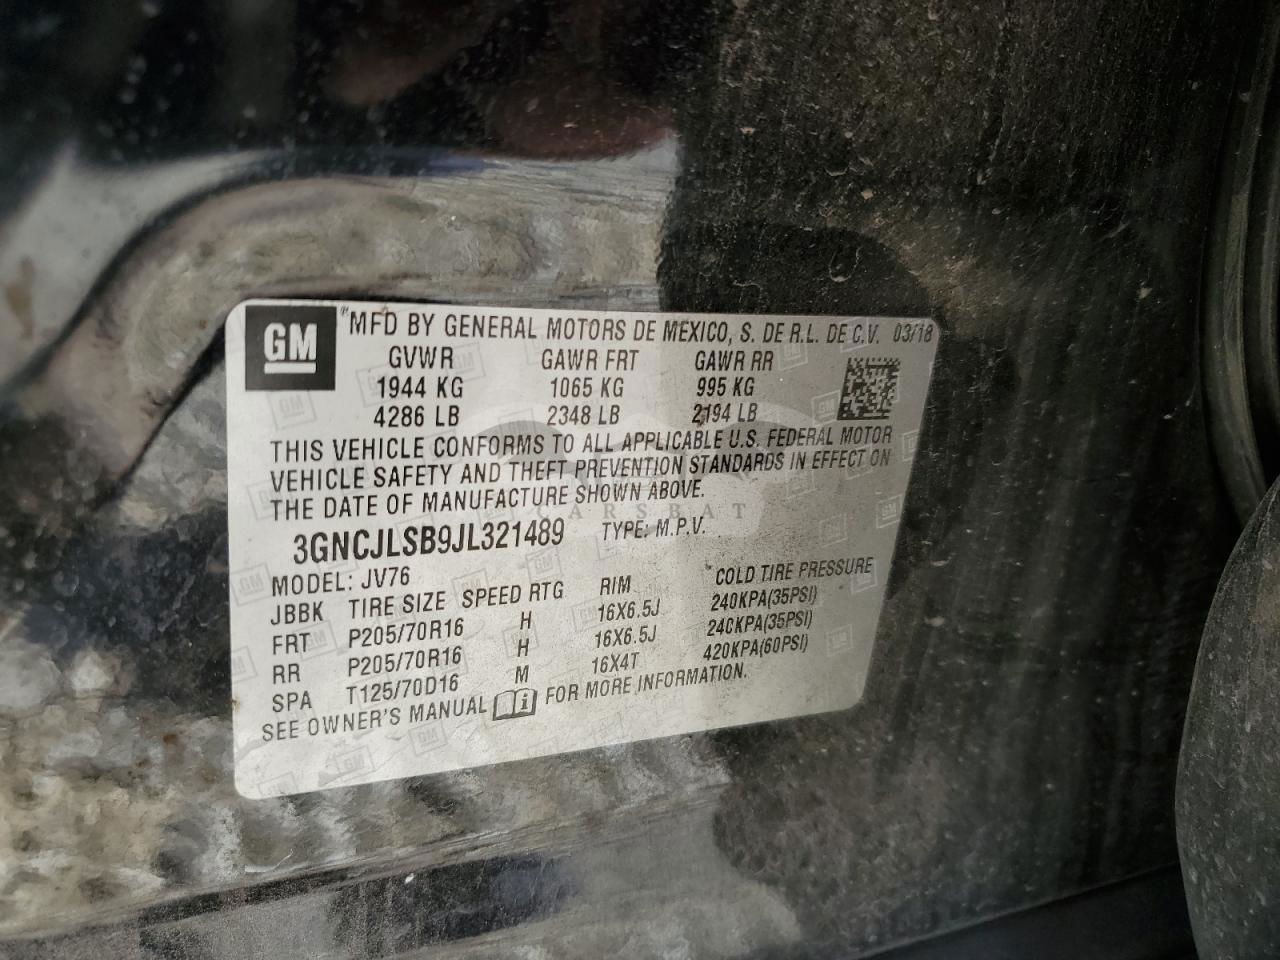 GM ® MFD BY GENERAL MOTORS DE MEXICO, S. DE R.L. DE C.V. 03/18
GVWR GAWR FRT GAWR RR
1944 KG 1065 KG 995 KG
4286 LB 2348 LB 2194 LB
THIS VEHICLE CONFORMS TO ALL APPLICABLE U.S. FEDERAL MOTOR
VEHICLE SAFETY AND THEFT PREVENTION STANDARDS IN EFFECT ON
THE DATE OF MANUFACTURE SHOWN ABOVE.
CARSBAT
3GNCJLSB9JL321489 TYPE: M.P.V.
MODEL: JV76
JBBK TIRE SIZE SPEED RTG RIM COLD TIRE PRESSURE
FRT P205/70R16 H 16X6.5J 240KPA(35PSI)
RR P205/70R16 H 16X6.5J 240KPA(35PSI)
SPA T125/70D16 M 16X4T 420KPA(60PSI)
SEE OWNER'S MANUAL FOR MORE INFORMATION.